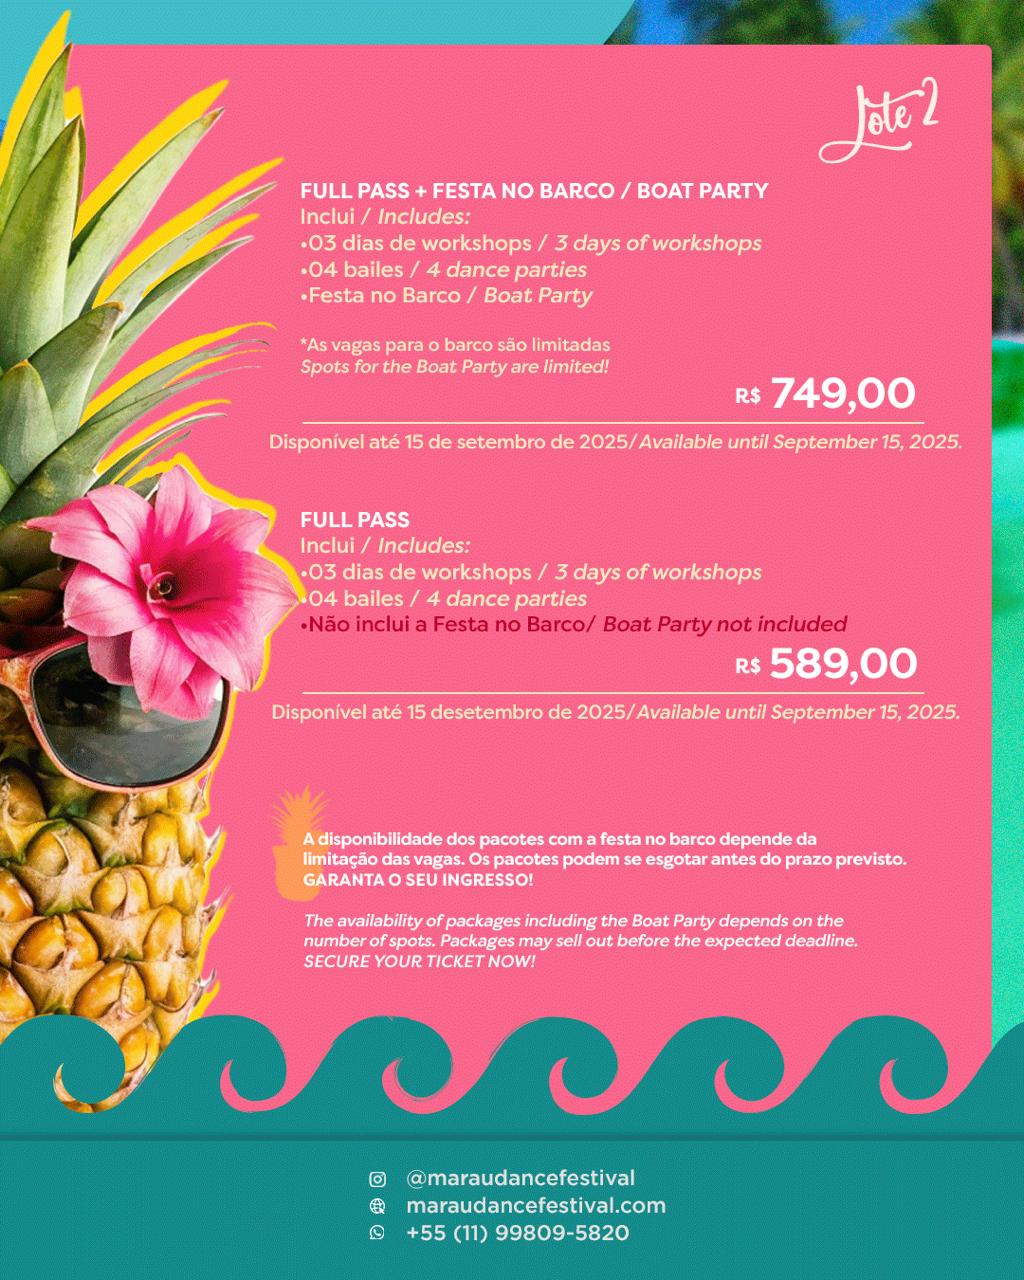 Lote 2
FULL PASS + FESTA NO BARCO / BOAT PARTY
Inclui / Includes:
•03 dias de workshops / 3 days of workshops
•04 bailes / 4 dance parties
•Festa no Barco / Boat Party
*As vagas para o barco são limitadas
Spots for the Boat Party are limited!
R$ 749,00
Disponível até 15 de setembro de 2025/Available until September 15, 2025.
FULL PASS
Inclui / Includes:
•03 dias de workshops / 3 days of workshops
•04 bailes / 4 dance parties
•Não inclui a Festa no Barco/ Boat Party not included
R$ 589,00
Disponível até 15 desetembro de 2025/Available until September 15, 2025.
A disponibilidade dos pacotes com a festa no barco depende da
limitação das vagas. Os pacotes podem se esgotar antes do prazo previsto.
GARANTA O SEU INGRESSO!
The availability of packages including the Boat Party depends on the
number of spots. Packages may sell out before the expected deadline.
SECURE YOUR TICKET NOW!
@maraudancefestival
maraudancefestival.com
+55 (11) 99809-5820